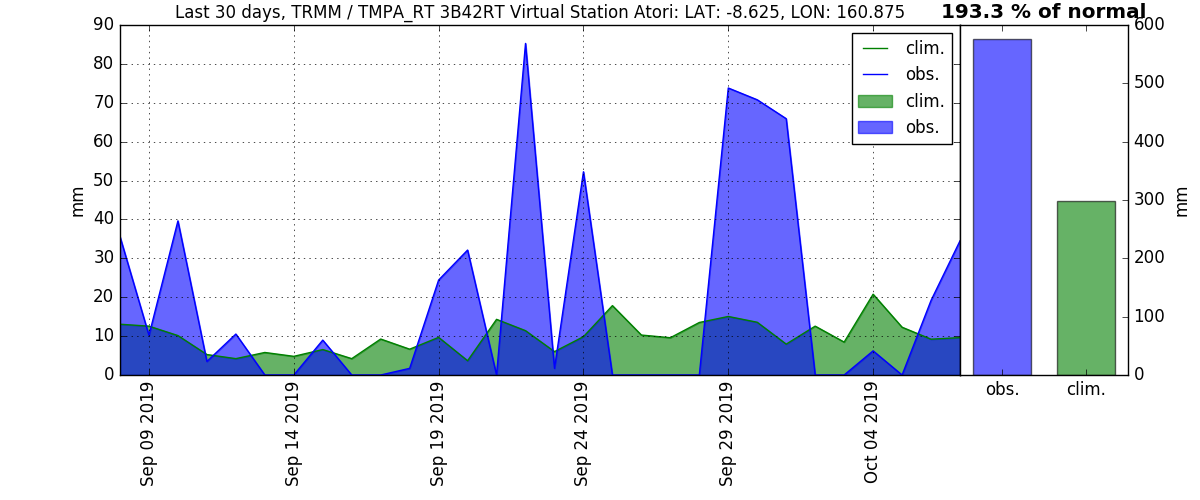 Last 30 days, TRMM / TMPA_RT 3B42RT Virtual Station Atori: LAT: -8.625, LON: 160.875
193.3 % of normal
90
80
70
60
50
40
30
20
10
0
mm
clim.
obs.
clim.
obs.
600
500
400
300
200
100
0
mm
Sep 09 2019
Sep 14 2019
Sep 19 2019
Sep 24 2019
Sep 29 2019
Oct 04 2019
obs.
clim.